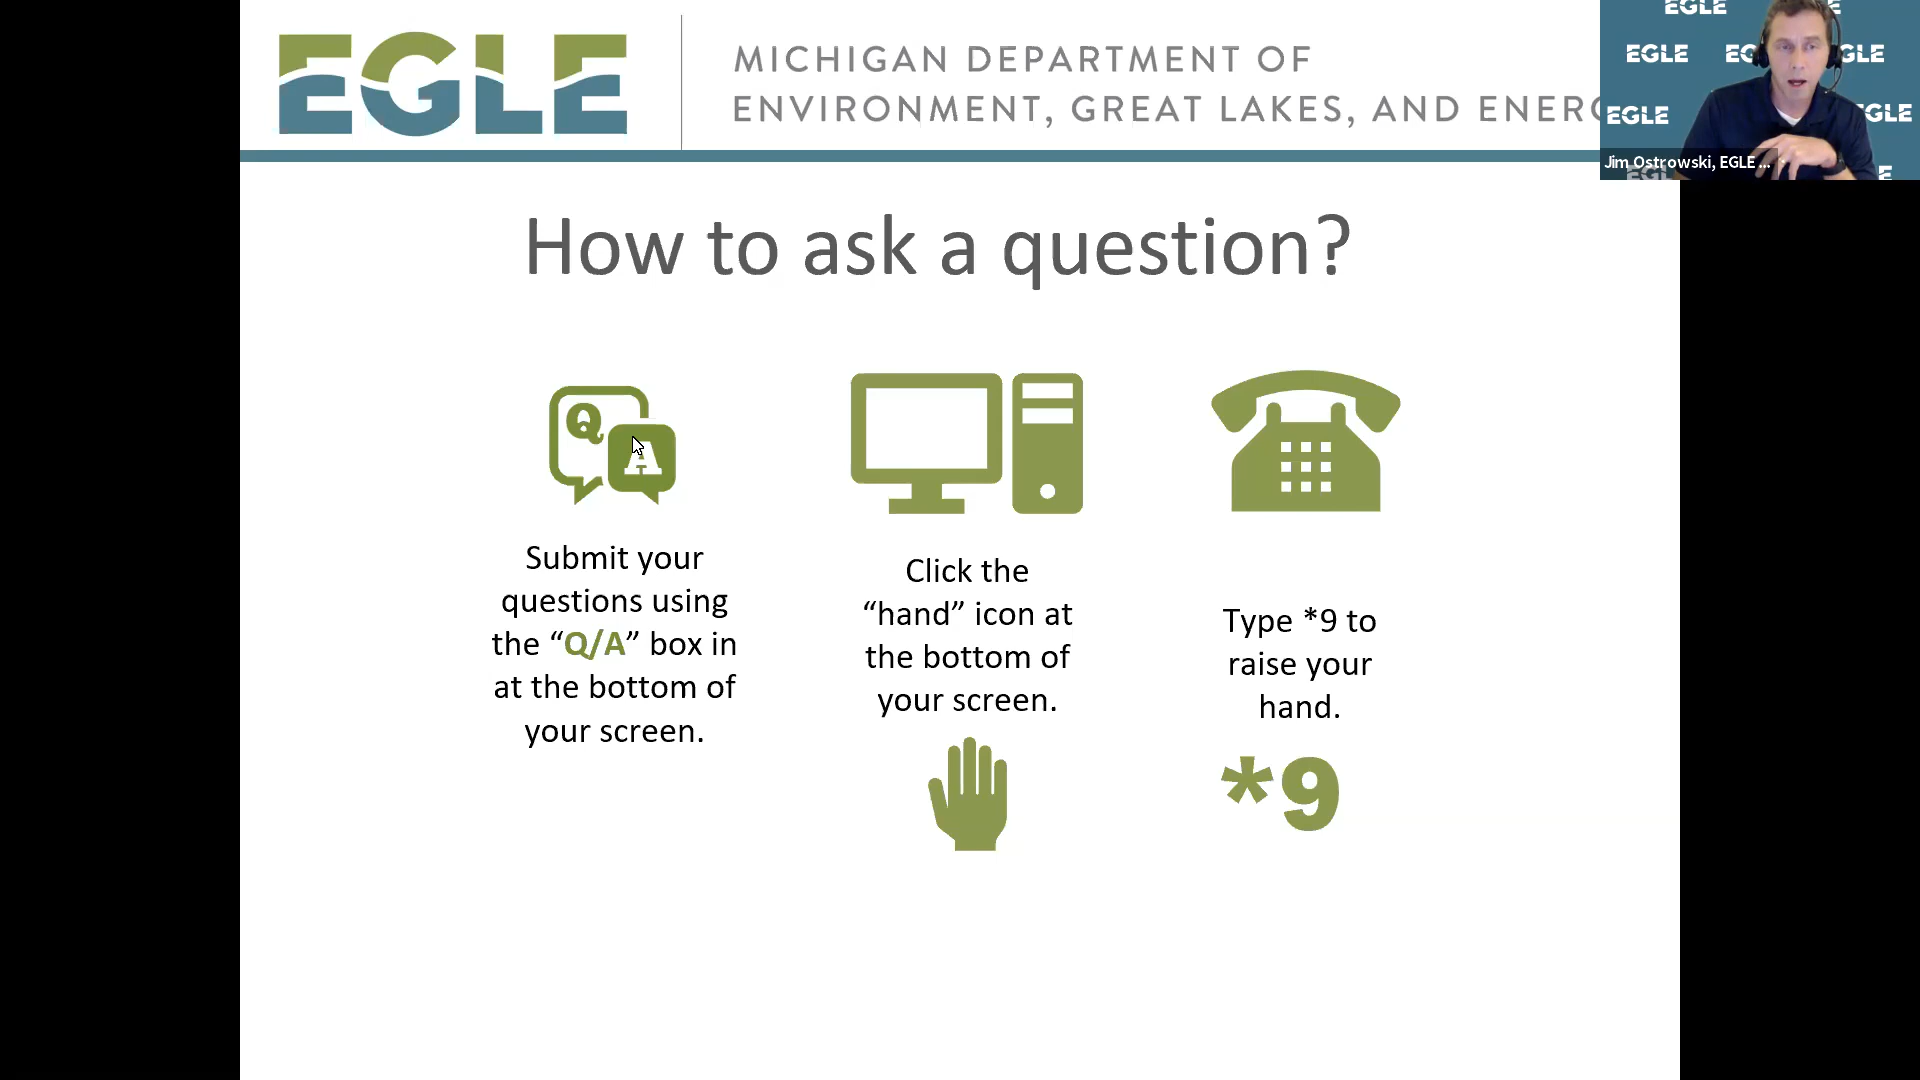 EGLE
MICHIGAN DEPARTMENT OF
ENVIRONMENT, GREAT LAKES, AND ENERG
EGLE
EGLE
EGLE
EGLE
Jim Ostrowski, EGLE ...
How to ask a question?
Q
A
Submit your
questions using
the “Q/A” box in
at the bottom of
your screen.
Click the
“hand” icon at
the bottom of
your screen.
Type *9 to
raise your
hand.
*9